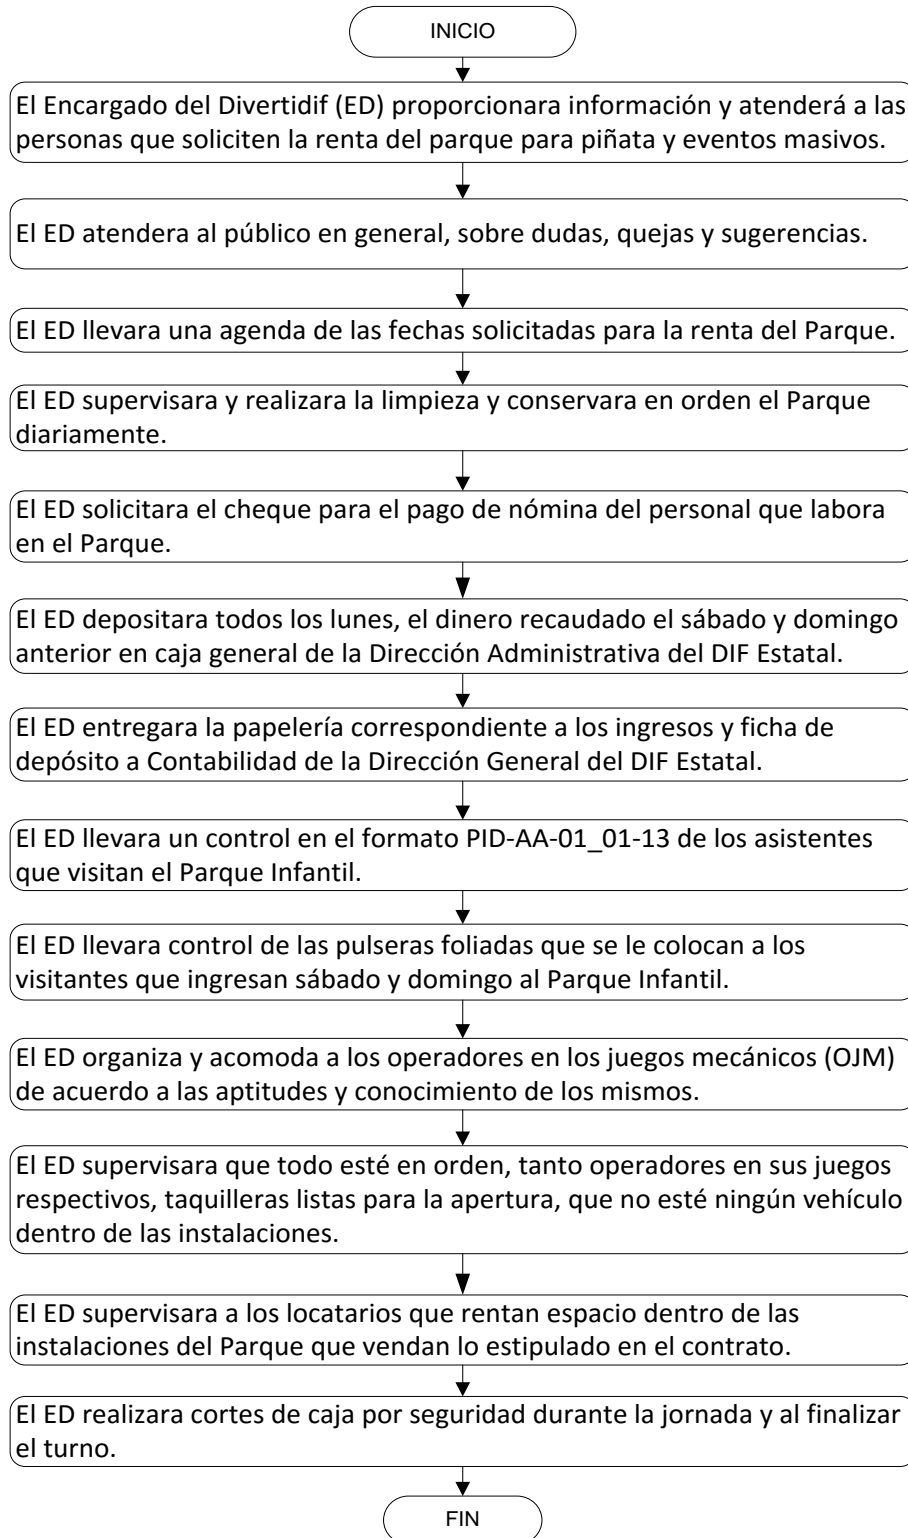 INICIO
El Encargado del Divertidif (ED) proporcionara información y atenderá a las
personas que soliciten la renta del parque para piñata y eventos masivos.
El ED atendera al público en general, sobre dudas, quejas y sugerencias.
El ED llevara una agenda de las fechas solicitadas para la renta del Parque.
El ED supervisara y realizara la limpieza y conservara en orden el Parque
diariamente.
El ED solicitara el cheque para el pago de nómina del personal que labora
en el Parque.
El ED depositara todos los lunes, el dinero recaudado el sábado y domingo
anterior en caja general de la Dirección Administrativa del DIF Estatal.
El ED entregara la papelería correspondiente a los ingresos y ficha de
depósito a Contabilidad de la Dirección General del DIF Estatal.
El ED llevara un control en el formato PID-AA-01_01-13 de los asistentes
que visitan el Parque Infantil.
El ED llevara control de las pulseras foliadas que se le colocan a los
visitantes que ingresan sábado y domingo al Parque Infantil.
El ED organiza y acomoda a los operadores en los juegos mecánicos (OJM)
de acuerdo a las aptitudes y conocimiento de los mismos.
El ED supervisara que todo esté en orden, tanto operadores en sus juegos
respectivos, taquilleras listas para la apertura, que no esté ningún vehículo
dentro de las instalaciones.
El ED supervisara a los locatarios que rentan espacio dentro de las
instalaciones del Parque que vendan lo estipulado en el contrato.
El ED realizara cortes de caja por seguridad durante la jornada y al finalizar
el turno.
FIN